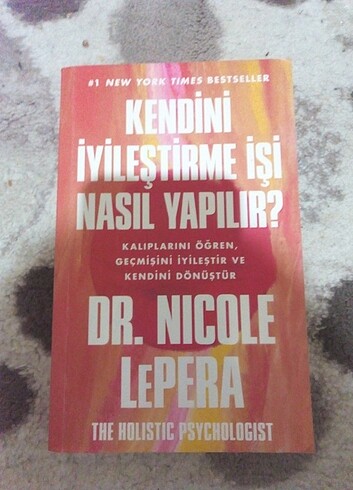 #1 NEW YORK TIMES BESTSELLER
KENDİNİ
İYİLEŞTİRME İŞİ
NASIL YAPILIR?
KALIPLARINI ÖĞREN,
GEÇMİŞİNİ İYİLEŞTİR VE
KENDİNİ DÖNÜŞTÜR
DR. NICOLE
LePERA
THE HOLISTIC PSYCHOLOGIST